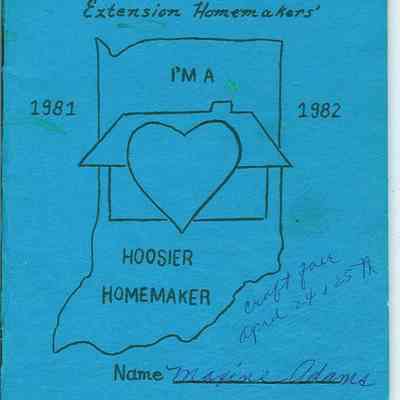 Extension Homemakers'
I'M A
1981
1982
HOOSIER
HOMEMAKER
craft fair
april 24 & 25th
Name Maxine Adams